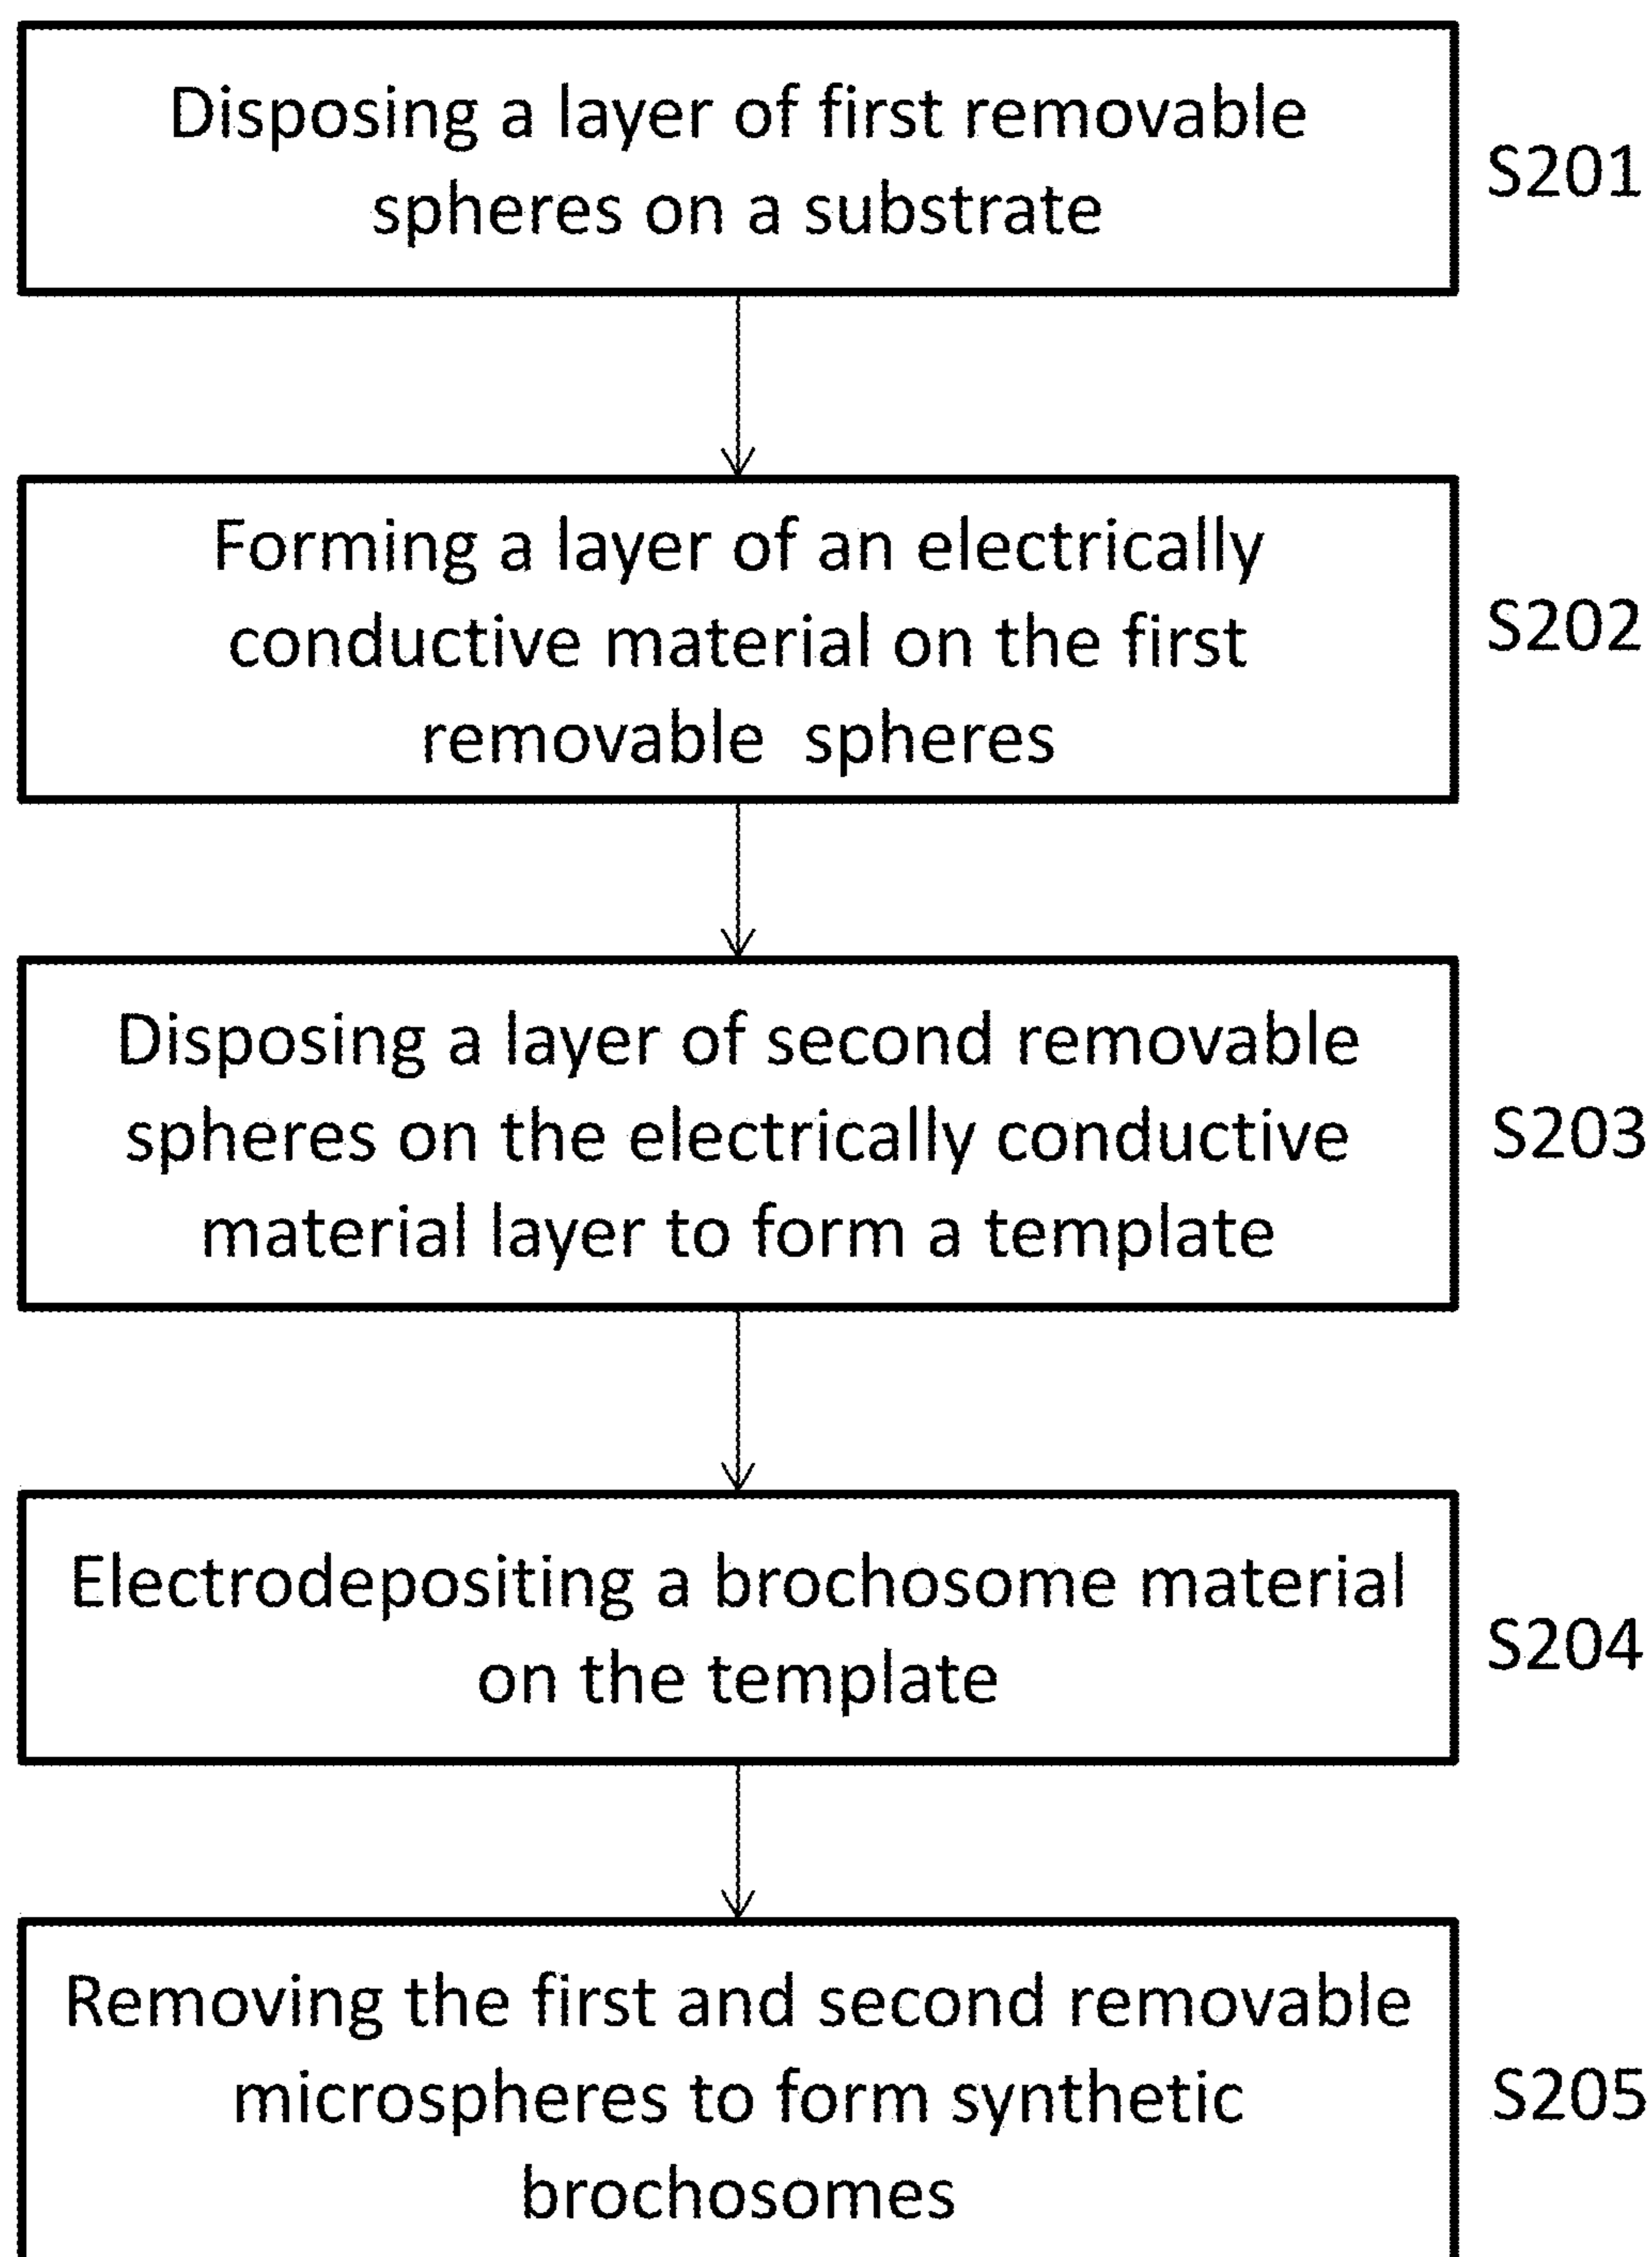 Disposing a layer of first removable
spheres on a substrate
S201
Forming a layer of an electrically
conductive material on the first
removable  spheres
S202
Disposing a layer of second removable
spheres on the electrically conductive
material layer to form a template
S203
Electrodepositing a brochosome material
on the template
S204
Removing the first and second removable
microspheres to form synthetic
brochosomes
S205